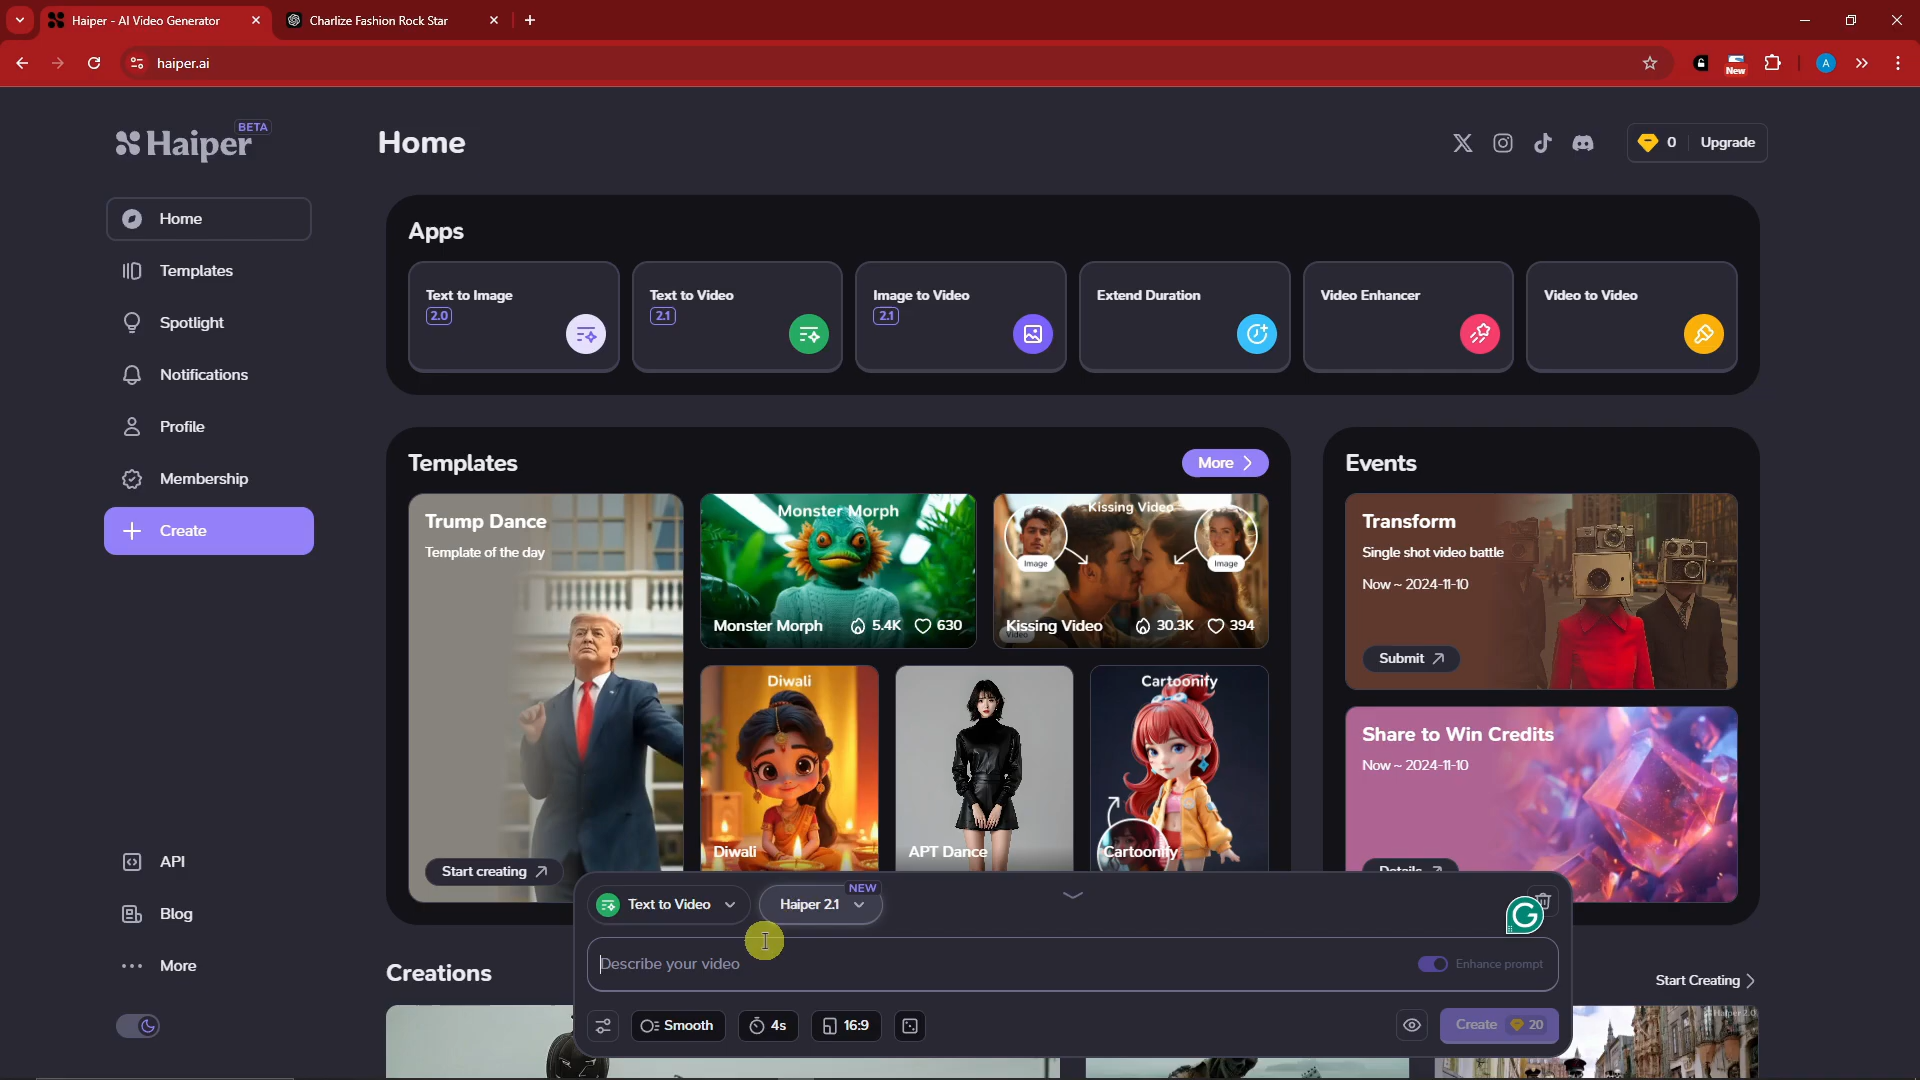 Haiper - AI Video Generator
Charlize Fashion Rock Star
haiper.ai
New
A
Haiper
BETA
Home
0
Upgrade
Home
Templates
Spotlight
Notifications
Profile
Membership
Create
API
Blog
More
Apps
Text to Image
2.0
Text to Video
2.1
Image to Video
2.1
Extend Duration
Video Enhancer
Video to Video
Templates
More
Trump Dance
Template of the day
Start creating
Monster Morph
Monster Morph 5.4K 630
Kissing Video
Image
Image
Kissing Video 30.3K 394
Video
Diwali
Diwali
APT Dance
Cartoonify
Cartoonify
Events
Transform
Single shot video battle
Now ~ 2024-11-10
Submit
Share to Win Credits
Now ~ 2024-11-10
Details
Text to Video
Haiper 2.1
NEW
G
Describe your video
Enhance prompt
Smooth
4s
16:9
Create 20
Creations
Start Creating
Haiper 2.0